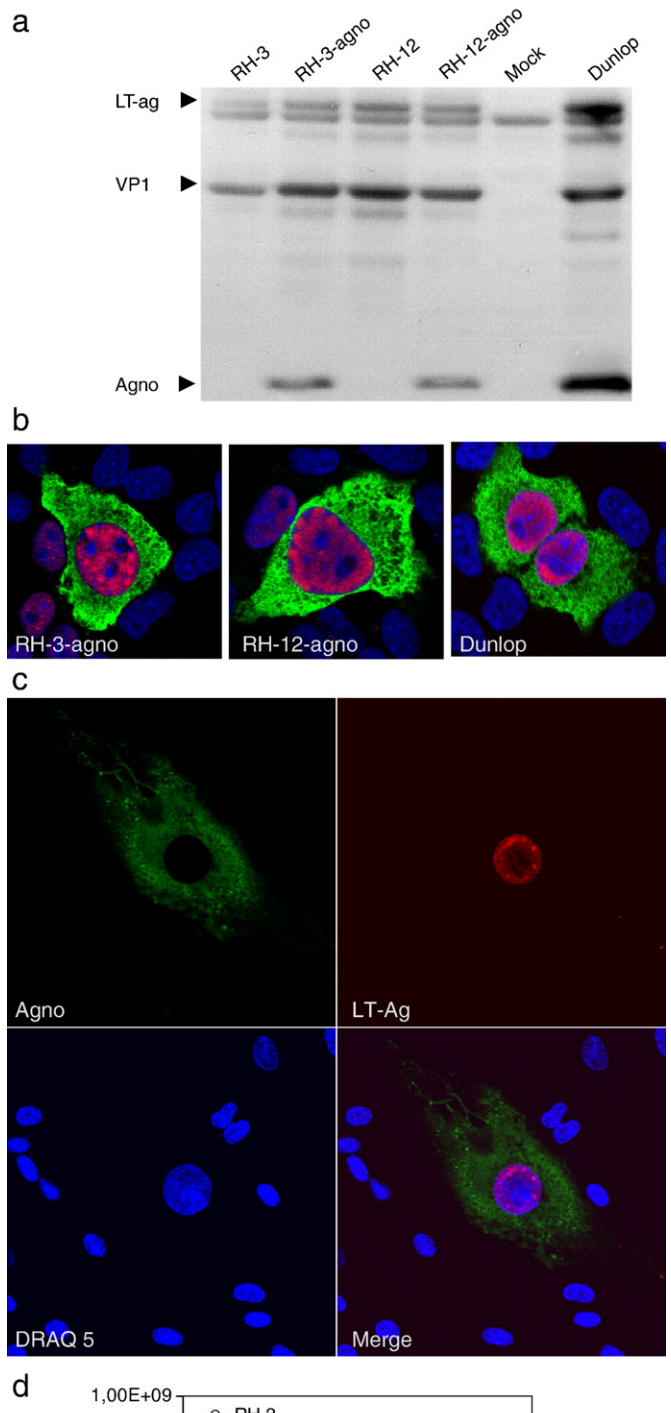 a
RH-3 RH-3-agno RH-12 RH-12-agno Mock Dunlop
LT-ag
VP1
Agno
b
RH-3-agno RH-12-agno Dunlop
c
Agno LT-Ag
DRAQ 5 Merge
d
1,00E+09